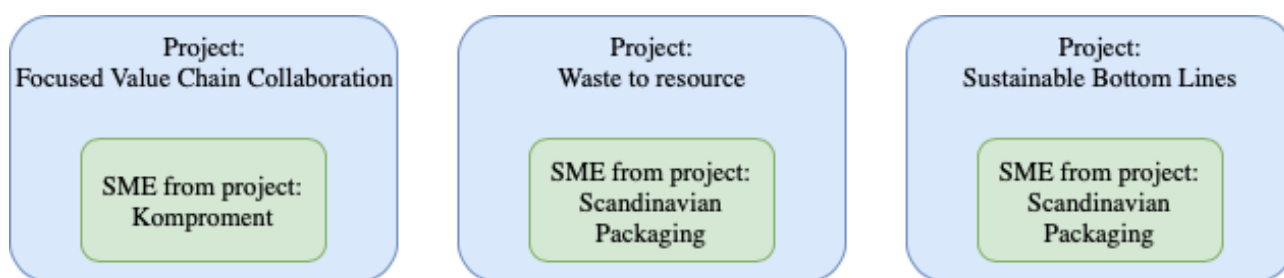 Project:
Focused Value Chain Collaboration
SME from project:
Komproment
Project:
Waste to resource
SME from project:
Scandinavian
Packaging
Project:
Sustainable Bottom Lines
SME from project:
Scandinavian
Packaging